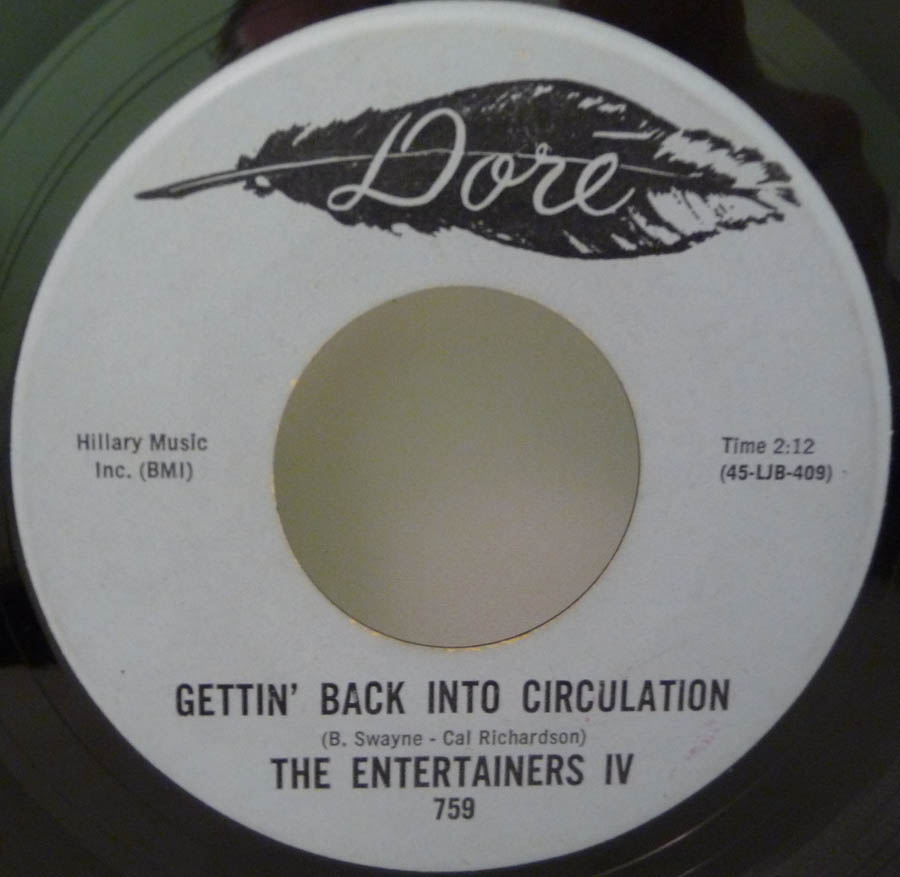 Doré
Hillary Music
Inc. (BMI)
Time 2:12
(45-LJB-409)
GETTIN' BACK INTO CIRCULATION
(B. Swayne - Cal Richardson)
THE ENTERTAINERS IV
759